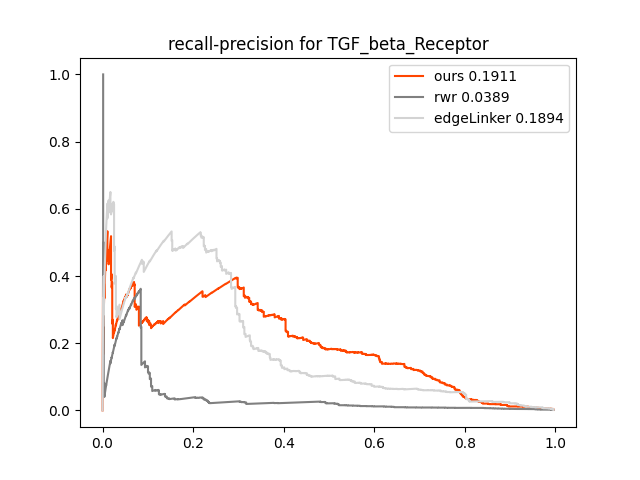 recall-precision for TGF_beta_Receptor
ours 0.1911
rwr 0.0389
edgeLinker 0.1894
1.0
0.8
0.6
0.4
0.2
0.0
0.0 0.2 0.4 0.6 0.8 1.0